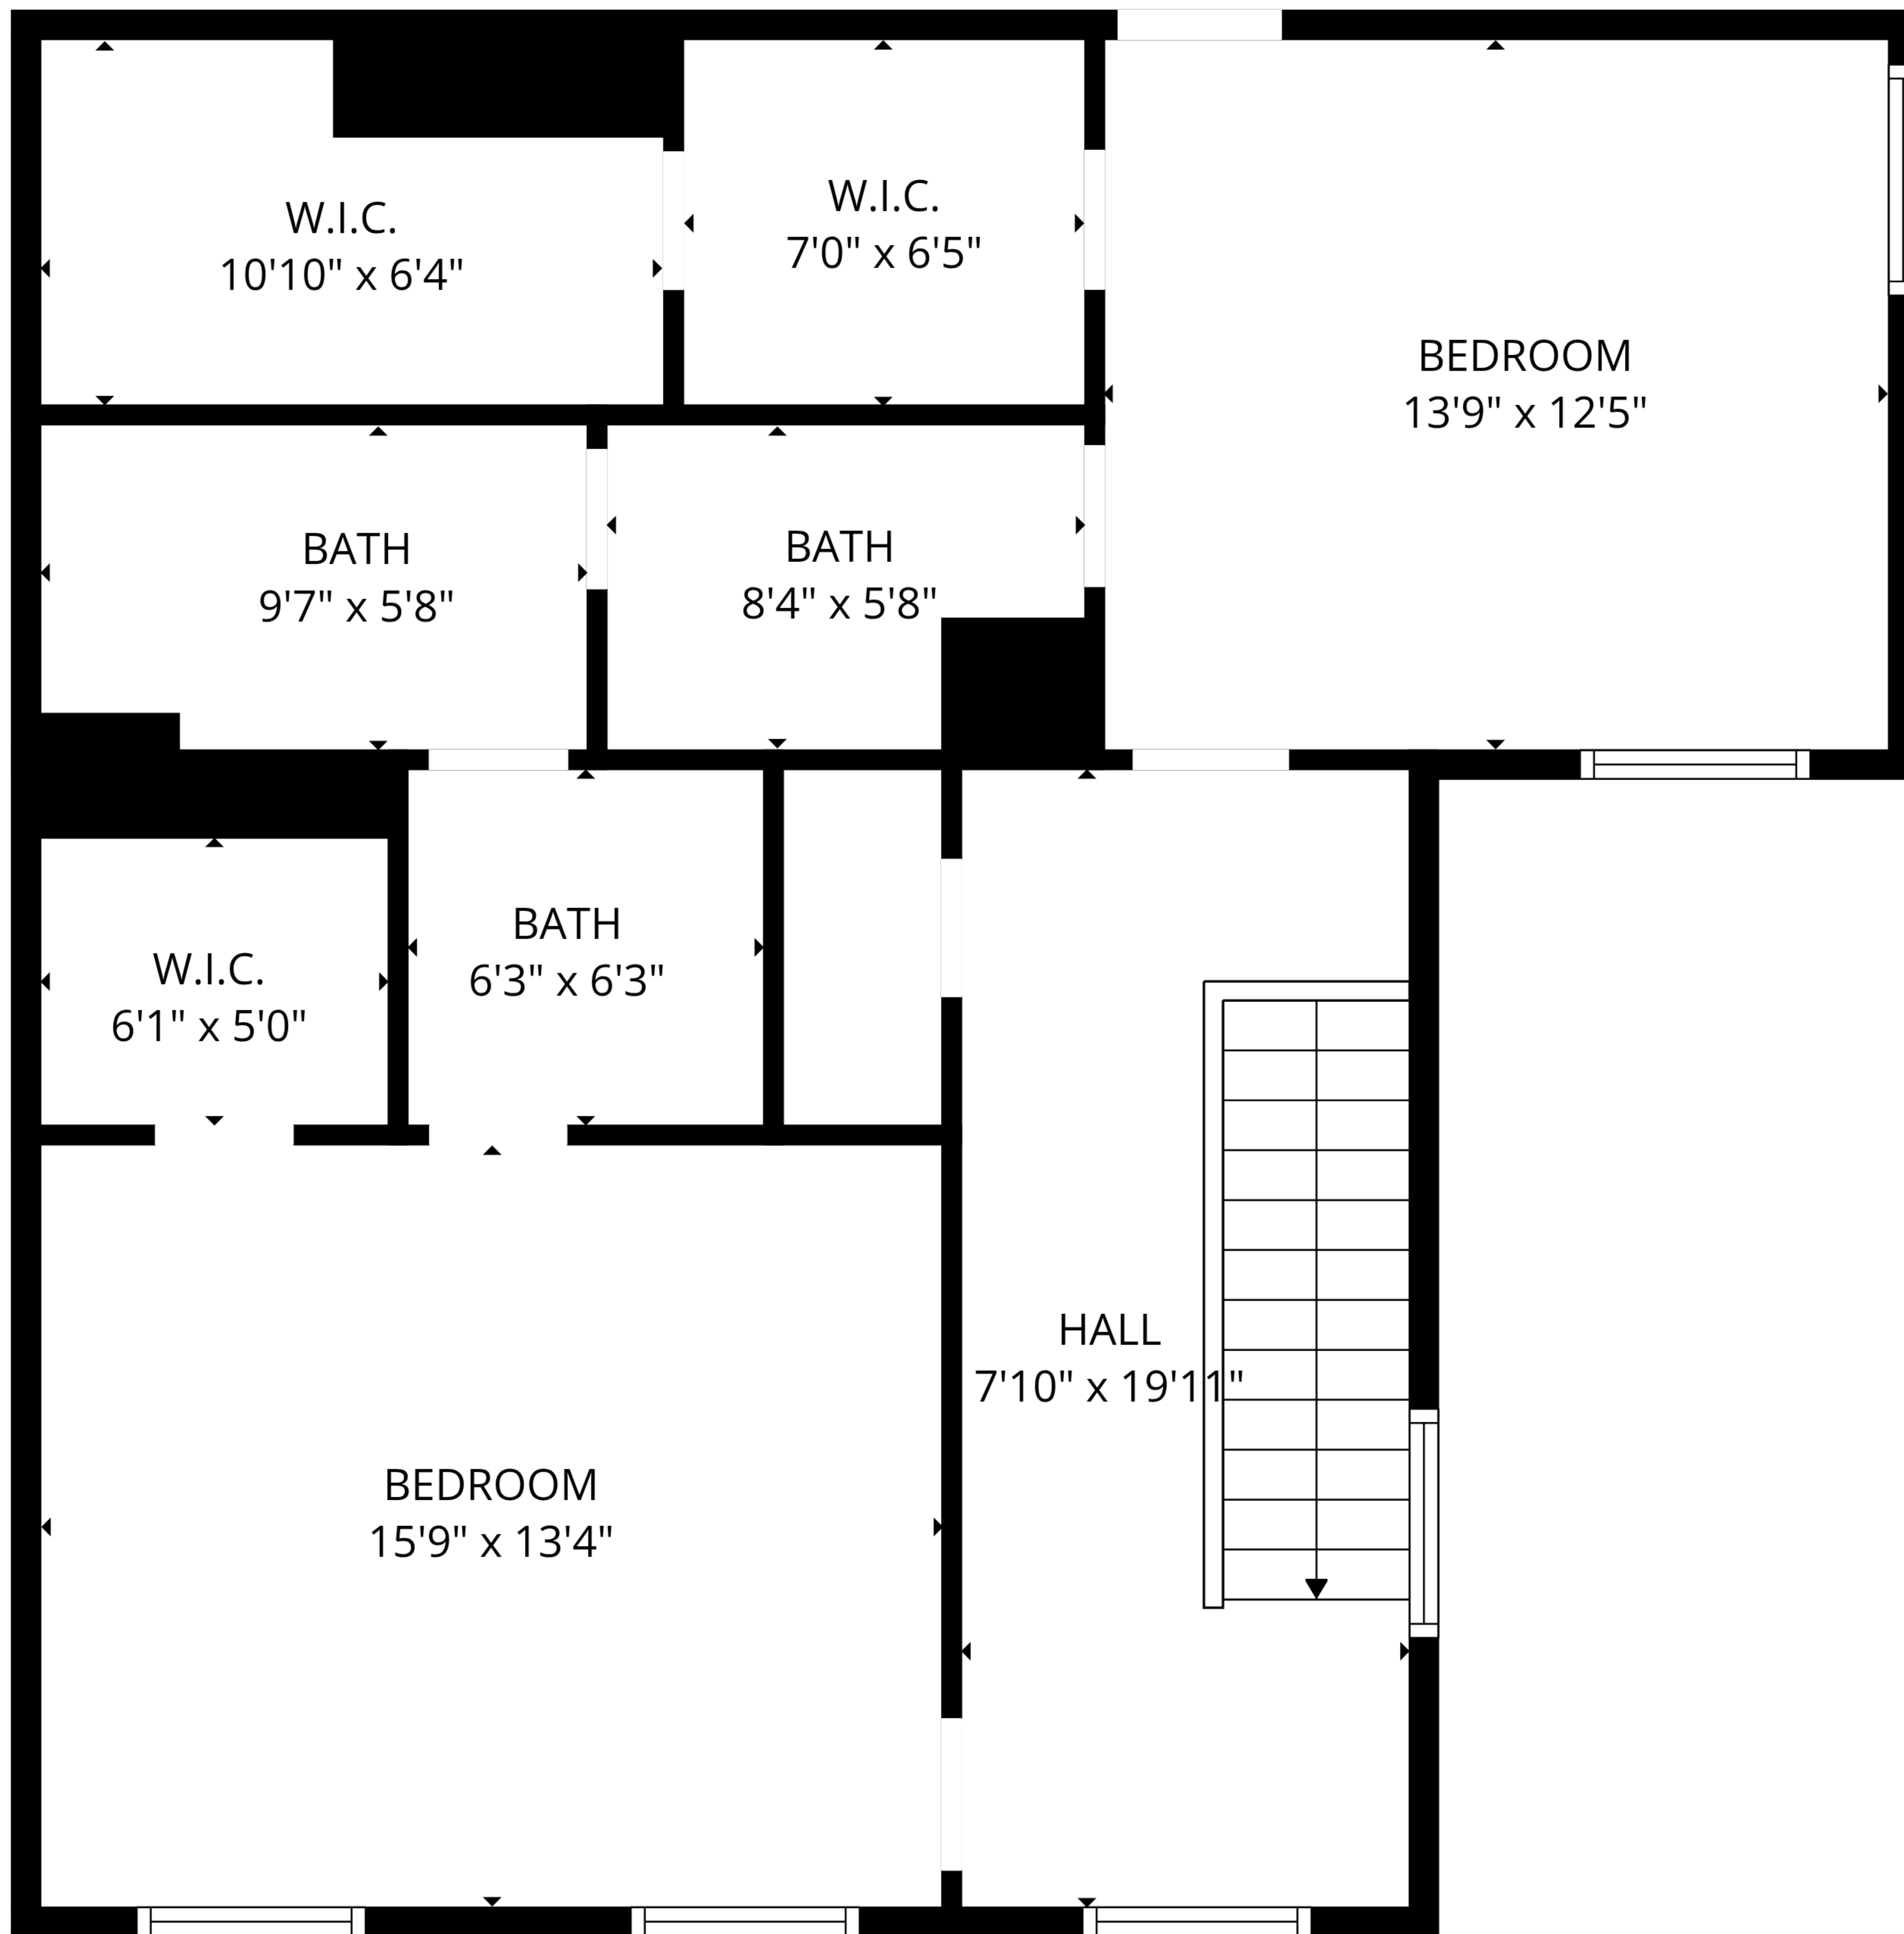 W.I.C.
10'10" x 6'4"
W.I.C.
7'0" x 6'5"
BEDROOM
13'9" x 12'5"
BATH
9'7" x 5'8"
BATH
8'4" x 5'8"
BATH
6'3" x 6'3"
W.I.C.
6'1" x 5'0"
HALL
7'10" x 19'11"
BEDROOM
15'9" x 13'4"